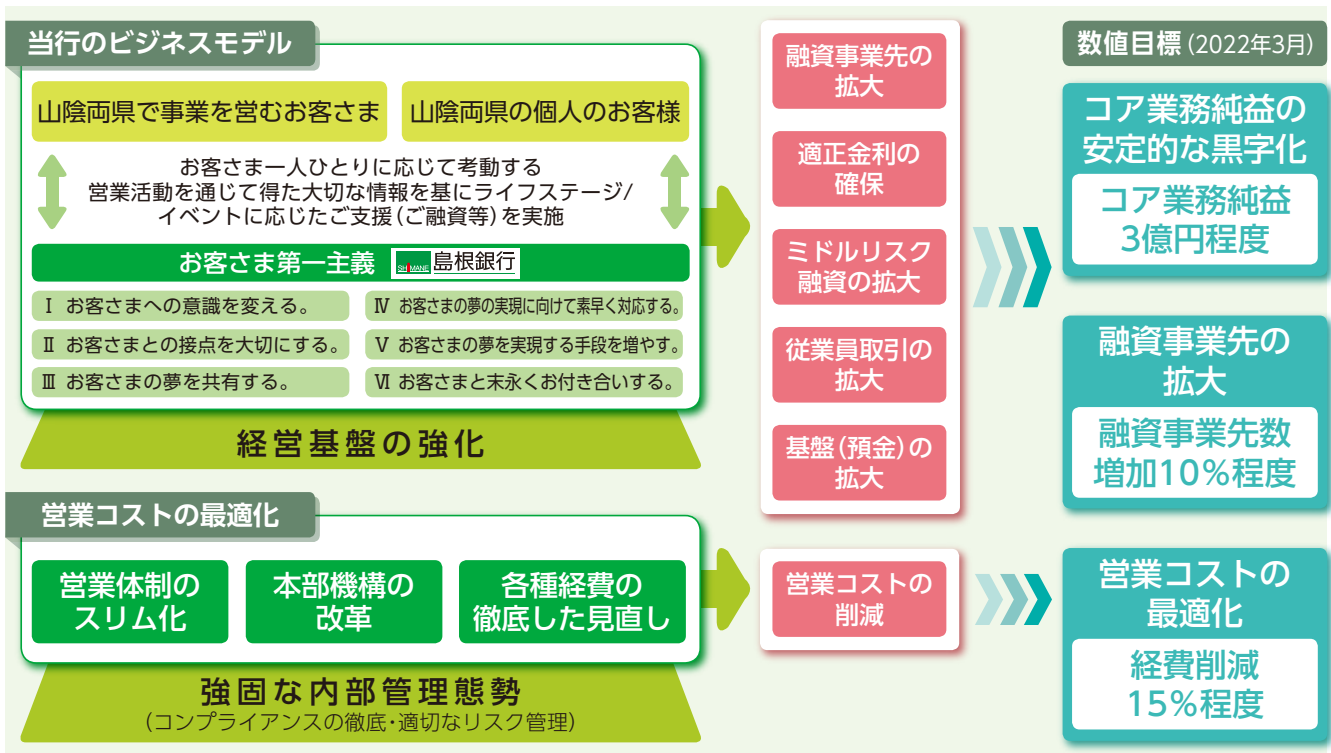 当行のビジネスモデル
山陰両県で事業を営むお客さま
山陰両県の個人のお客様
お客さま一人ひとりに応じて考動する
営業活動を通じて得た大切な情報を基にライフステージ/
イベントに応じたご支援(ご融資等)を実施
お客さま第一主義 SHIMANE 島根銀行
Ⅰ お客さまへの意識を変える。
Ⅱ お客さまとの接点を大切にする。
Ⅲ お客さまの夢を共有する。
Ⅳ お客さまの夢の実現に向けて素早く対応する。
Ⅴ お客さまの夢を実現する手段を増やす。
Ⅵ お客さまと末永くお付き合いする。
経営基盤の強化
営業コストの最適化
営業体制の
スリム化
本部機構の
改革
各種経費の
徹底した見直し
強固な内部管理態勢
(コンプライアンスの徹底・適切なリスク管理)
融資事業先の
拡大
適正金利の
確保
ミドルリスク
融資の拡大
従業員取引の
拡大
基盤(預金)の
拡大
営業コストの
削減
数値目標(2022年3月)
コア業務純益の
安定的な黒字化
コア業務純益
3億円程度
融資事業先の
拡大
融資事業先数
増加10%程度
営業コストの
最適化
経費削減
15%程度